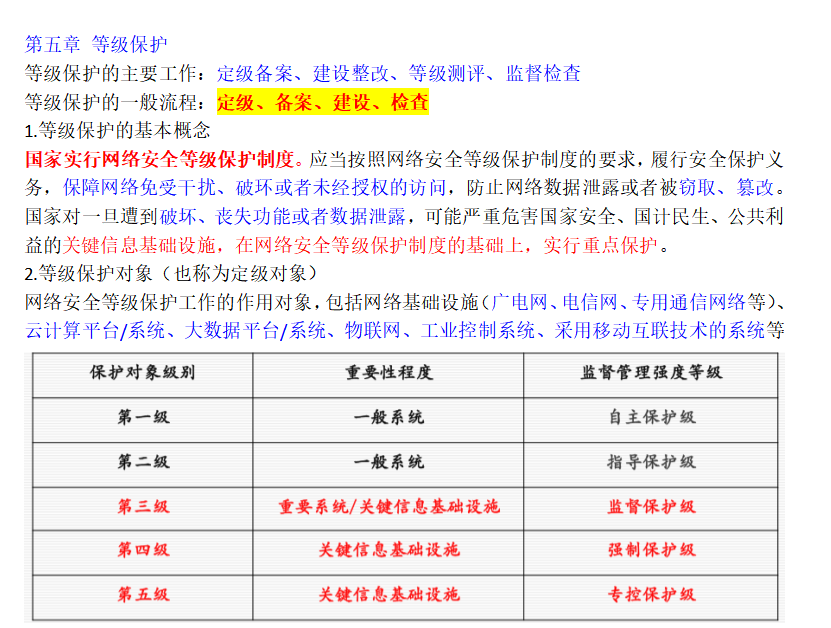 第五章 等级保护
等级保护的主要工作：定级备案、建设整改、等级测评、监督检查
等级保护的一般流程：定级、备案、建设、检查
1.等级保护的基本概念
国家实行网络安全等级保护制度。应当按照网络安全等级保护制度的要求，履行安全保护义
务，保障网络免受干扰、破坏或者未经授权的访问，防止网络数据泄露或者被窃取、篡改。
国家对一旦遭到破坏、丧失功能或者数据泄露，可能严重危害国家安全、国计民生、公共利
益的关键信息基础设施，在网络安全等级保护制度的基础上，实行重点保护。
2.等级保护对象（也称为定级对象）
网络安全等级保护工作的作用对象，包括网络基础设施（广电网、电信网、专用通信网络等）、
云计算平台/系统、大数据平台/系统、物联网、工业控制系统、采用移动互联技术的系统等
保护对象级别 重要性程度 监督管理强度等级
第一级 一般系统 自主保护级
第二级 一般系统 指导保护级
第三级 重要系统/关键信息基础设施 监督保护级
第四级 关键信息基础设施 强制保护级
第五级 关键信息基础设施 专控保护级